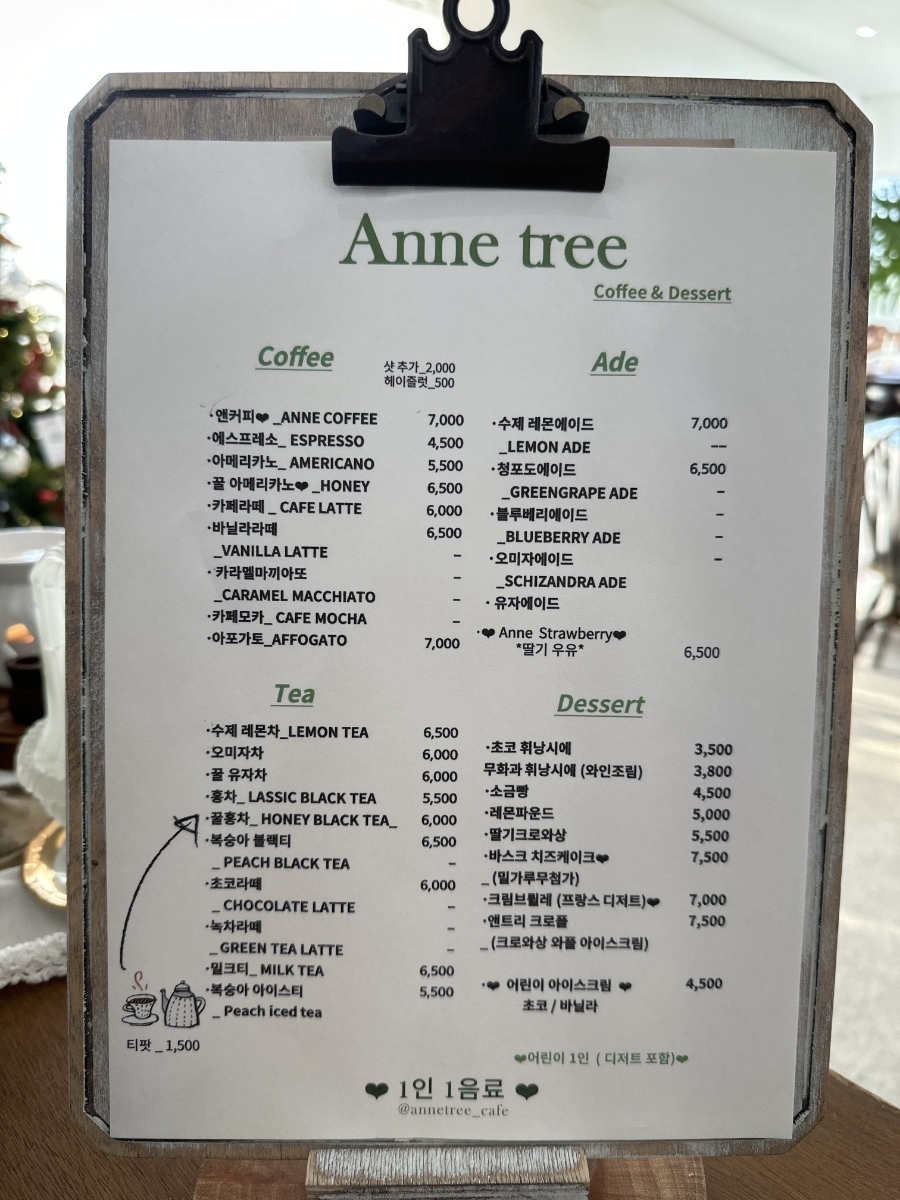 Anne tree
Coffee & Dessert
Coffee
샷 추가_2,000
헤이즐럿_500
·앤커피❤ _ANNE COFFEE 7,000
·에스프레소_ ESPRESSO 4,500
·아메리카노_ AMERICANO 5,500
·꿀 아메리카노❤ _HONEY 6,500
·카페라떼 _ CAFE LATTE 6,000
·바닐라라떼 6,500
_VANILLA LATTE –
·카라멜마끼아또 –
_CARAMEL MACCHIATO –
·카페모카_ CAFE MOCHA –
·아포가토_AFFOGATO 7,000
Ade
·수제 레몬에이드 7,000
_LEMON ADE ––
·청포도에이드 6,500
_GREENGRAPE ADE –
·블루베리에이드 –
_BLUEBERRY ADE –
·오미자에이드 –
_SCHIZANDRA ADE
· 유자에이드
·❤ Anne Strawberry❤
*딸기 우유* 6,500
Tea
·수제 레몬차_LEMON TEA 6,500
·오미자차 6,000
·꿀 유자차 6,000
·홍차_ LASSIC BLACK TEA 5,500
·꿀홍차_ HONEY BLACK TEA_ 6,000
·복숭아 블랙티 6,500
_ PEACH BLACK TEA –
·초코라떼 6,000
_ CHOCOLATE LATTE –
·녹차라떼 –
_GREEN TEA LATTE –
·밀크티_ MILK TEA 6,500
·복숭아 아이스티 5,500
_ Peach iced tea
티팟 _ 1,500
Dessert
·초코 휘낭시에 3,500
무화과 휘낭시에 (와인조림) 3,800
·소금빵 4,500
·레몬파운드 5,000
·딸기크로와상 5,500
·바스크 치즈케이크❤ 7,500
_ (밀가루무첨가)
·크림브륄레 (프랑스 디저트)❤ 7,000
·앤트리 크로플 7,500
_ (크로와상 와플 아이스크림)
·❤ 어린이 아이스크림 ❤ 4,500
초코 / 바닐라
❤어린이 1인 ( 디저트 포함)❤
❤ 1인 1음료 ❤
@annetree_cafe